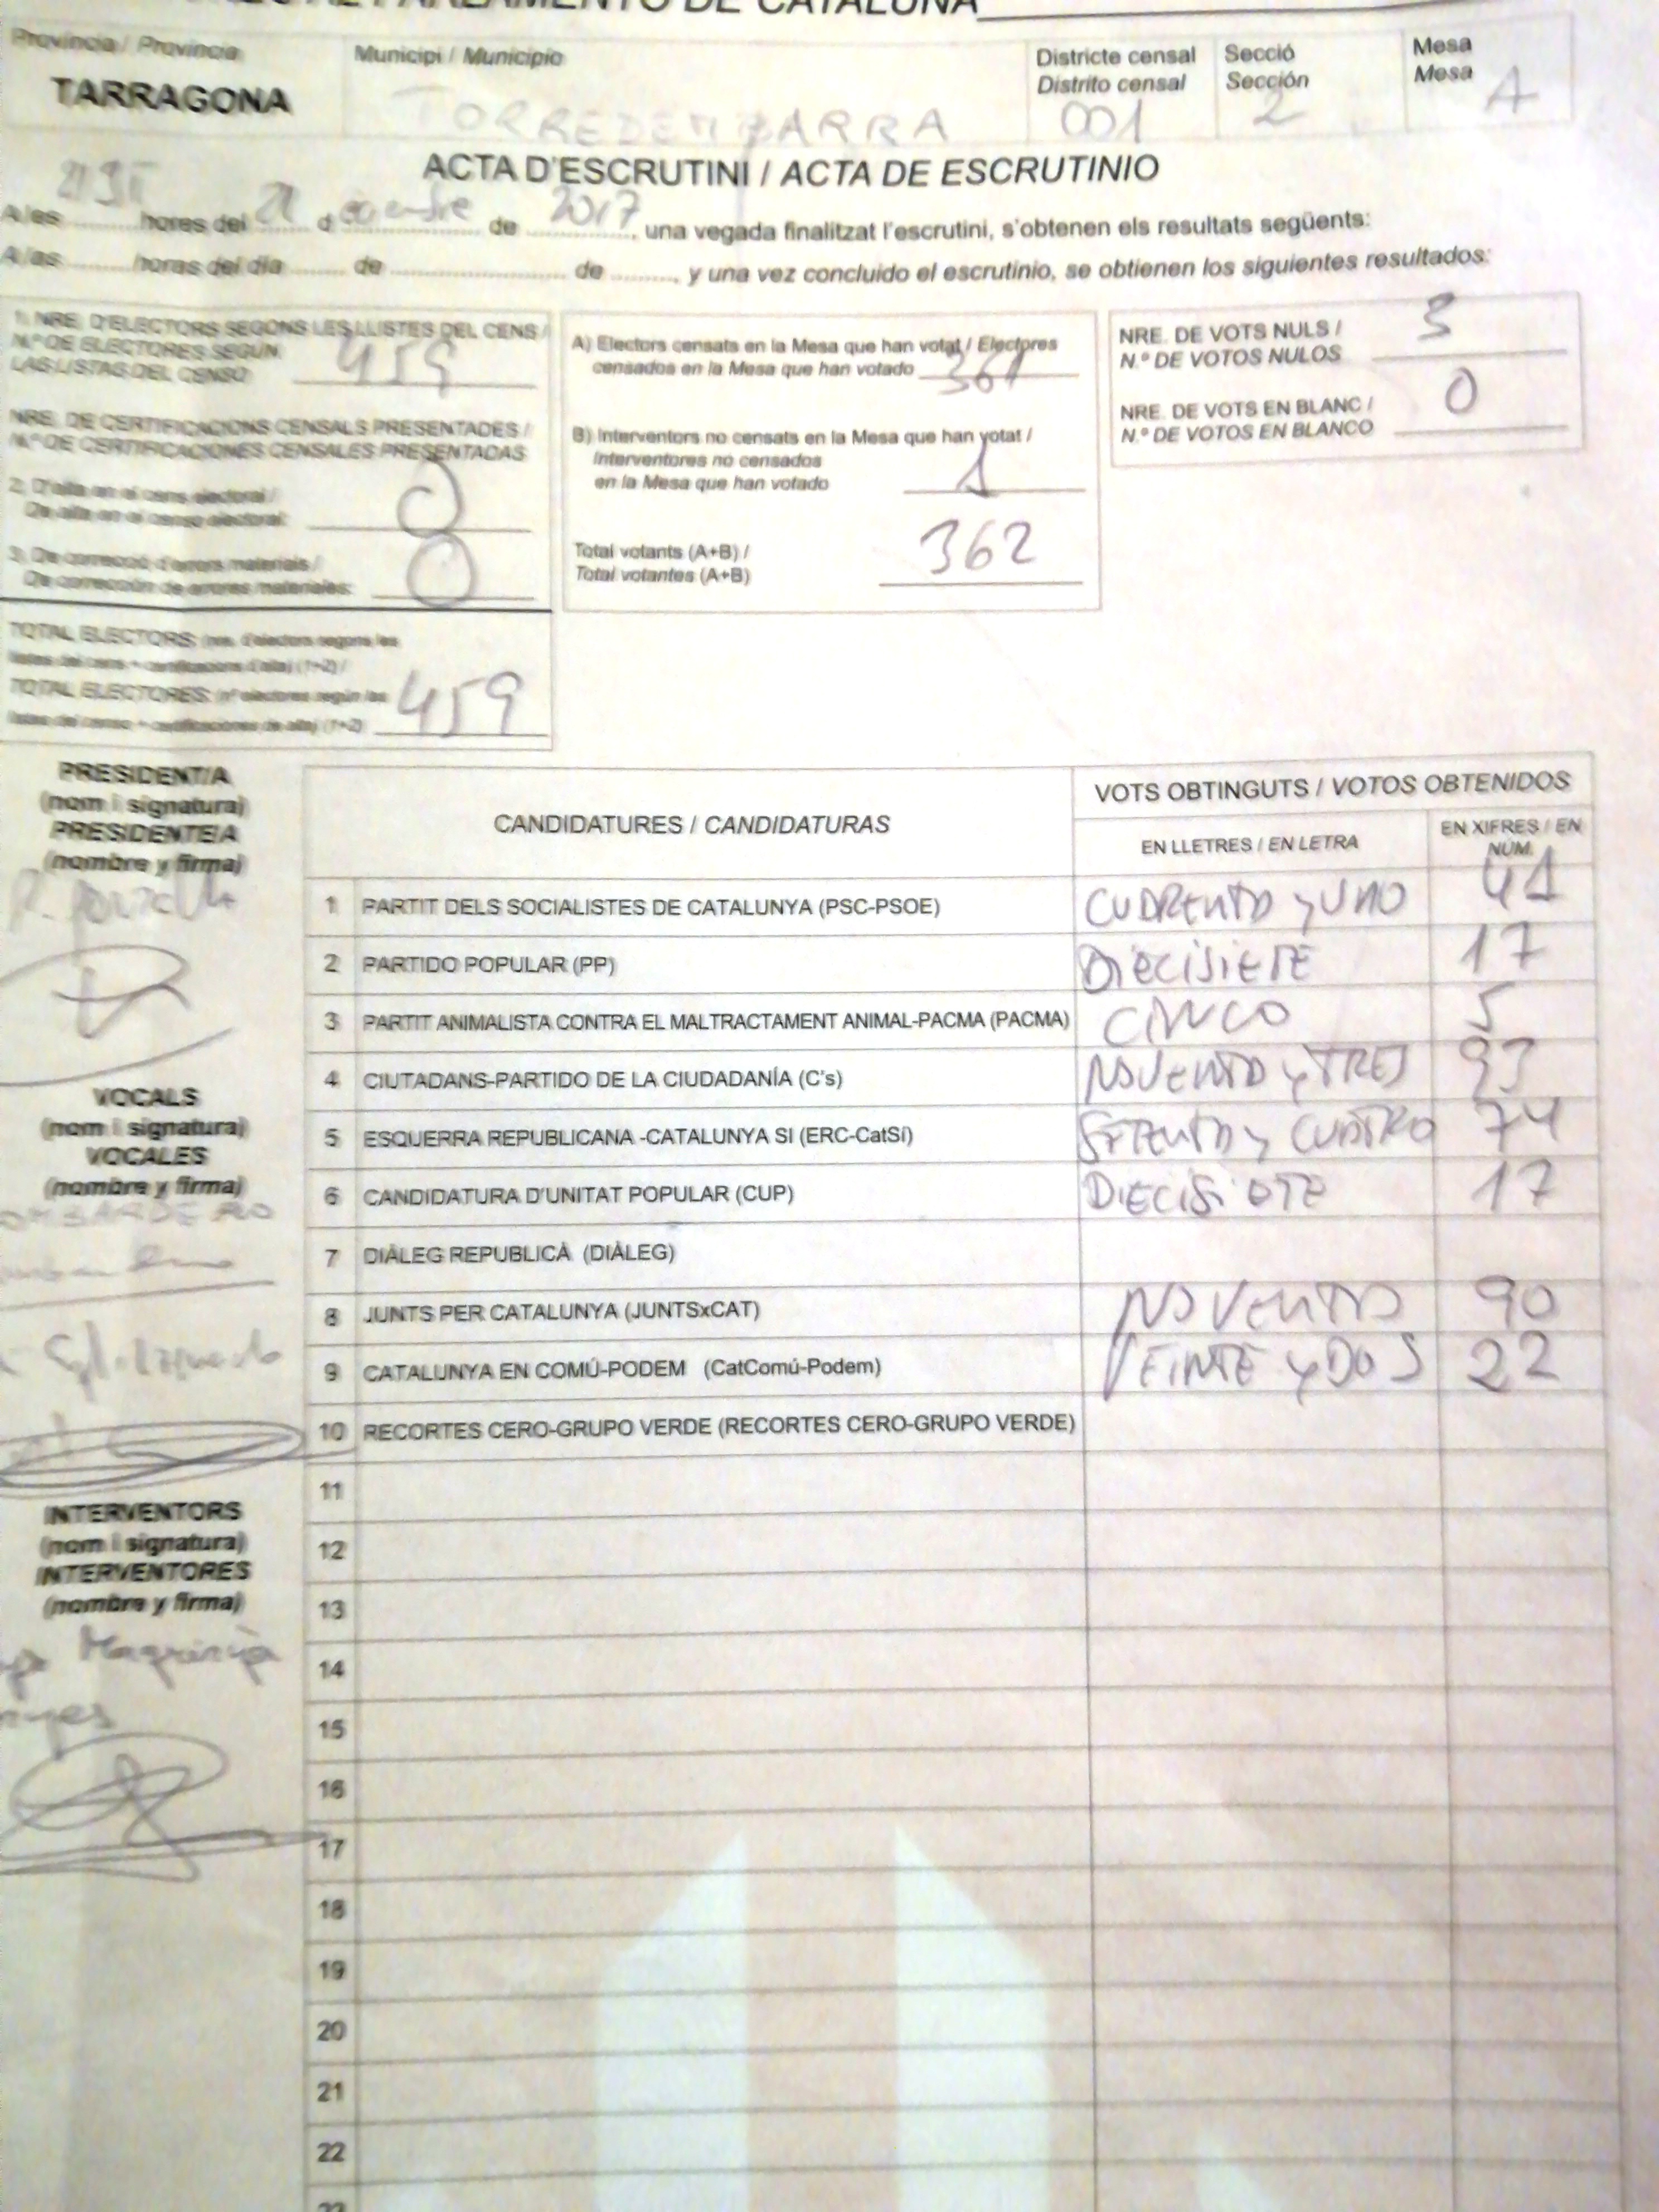 PARLAMENTO DE CATALUÑA
Província / Provincia
TARRAGONA
Municipi / Municipio
TORREDEMBARRA
Districte censal
Distrito censal
001
Secció
Sección
2
Mesa
Mesa
A
ACTA D'ESCRUTINI / ACTA DE ESCRUTINIO
A les hores del 21 d de 2017, una vegada finalitzat l'escrutini, s'obtenen els resultats següents:
A las horas del día de de , y una vez concluido el escrutinio, se obtienen los siguientes resultados:
1. NRE. D'ELECTORS SEGONS LES LLISTES DEL CENS /
N.º DE ELECTORES SEGÚN
LAS LISTAS DEL CENSO 459
NRE. DE CERTIFICACIONS CENSALS PRESENTADES /
N.º DE CERTIFICACIONES CENSALES PRESENTADAS
2. D'alta en el cens electoral /
De alta en el censo electoral: 0
3. De correcció d'errors materials /
De corrección de errores materiales: 0
TOTAL ELECTORS: (nre. d'electors segons les
llistes del cens + certificacions d'alta) (1+2) /
TOTAL ELECTORES: (nº electores según las
listas del censo + certificaciones de alta) (1+2) 459
A) Electors censats en la Mesa que han votat / Electores
censados en la Mesa que han votado 361
B) Interventors no censats en la Mesa que han votat /
Interventores no censados
en la Mesa que han votado 1
Total votants (A+B) /
Total votantes (A+B) 362
NRE. DE VOTS NULS /
N.º DE VOTOS NULOS 3
NRE. DE VOTS EN BLANC /
N.º DE VOTOS EN BLANCO 0
PRESIDENT/A
(nom i signatura)
PRESIDENTE/A
(nombre y firma)
VOCALS
(nom i signatura)
VOCALES
(nombre y firma)
INTERVENTORS
(nom i signatura)
INTERVENTORES
(nombre y firma)
CANDIDATURES / CANDIDATURAS
VOTS OBTINGUTS / VOTOS OBTENIDOS
EN LLETRES / EN LETRA
EN XIFRES / EN
NÚM.
1 PARTIT DELS SOCIALISTES DE CATALUNYA (PSC-PSOE) CUARENTA y UNO 41
2 PARTIDO POPULAR (PP) DIECISIETE 17
3 PARTIT ANIMALISTA CONTRA EL MALTRACTAMENT ANIMAL-PACMA (PACMA) CINCO 5
4 CIUTADANS-PARTIDO DE LA CIUDADANÍA (C's) NOVENTA y TRES 93
5 ESQUERRA REPUBLICANA -CATALUNYA SI (ERC-CatSí) SETENTA y CUATRO 74
6 CANDIDATURA D'UNITAT POPULAR (CUP) DIECISIETE 17
7 DIÀLEG REPUBLICÀ (DIÀLEG)
8 JUNTS PER CATALUNYA (JUNTSxCAT) NOVENTA 90
9 CATALUNYA EN COMÚ-PODEM (CatComú-Podem) VEINTE y DOS 22
10 RECORTES CERO-GRUPO VERDE (RECORTES CERO-GRUPO VERDE)
11
12
13
14
15
16
17
18
19
20
21
22
23